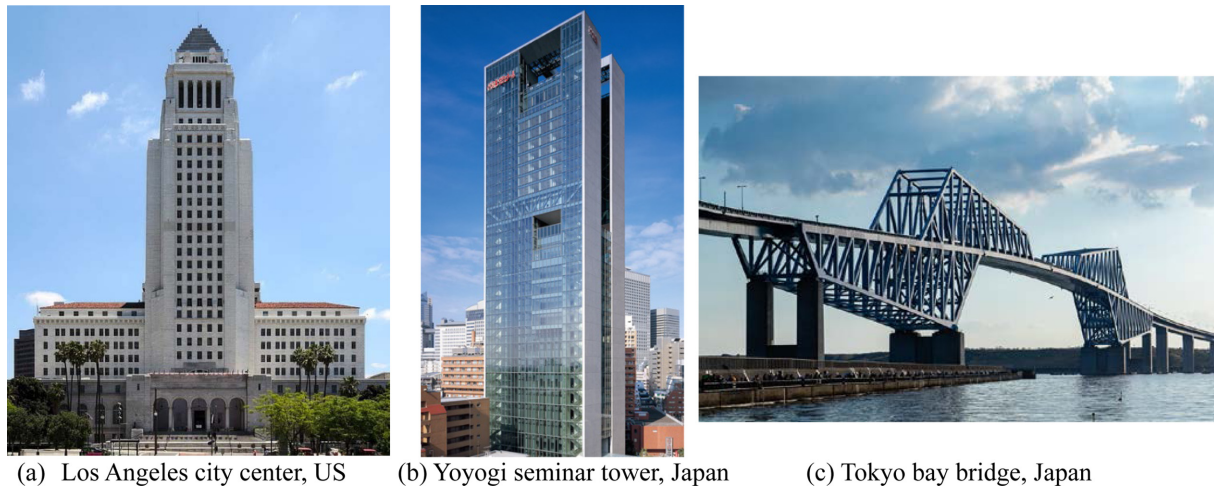 (a) Los Angeles city center, US
(b) Yoyogi seminar tower, Japan
(c) Tokyo bay bridge, Japan